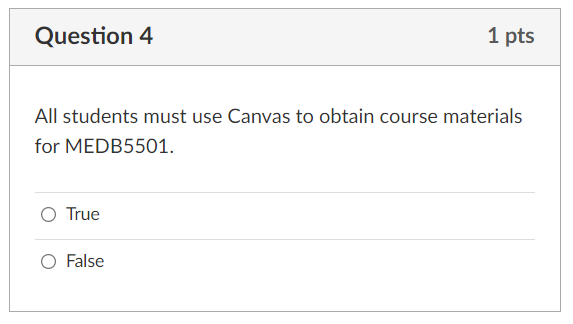 Question 4
1 pts
All students must use Canvas to obtain course materials
for MEDB5501.
True
False